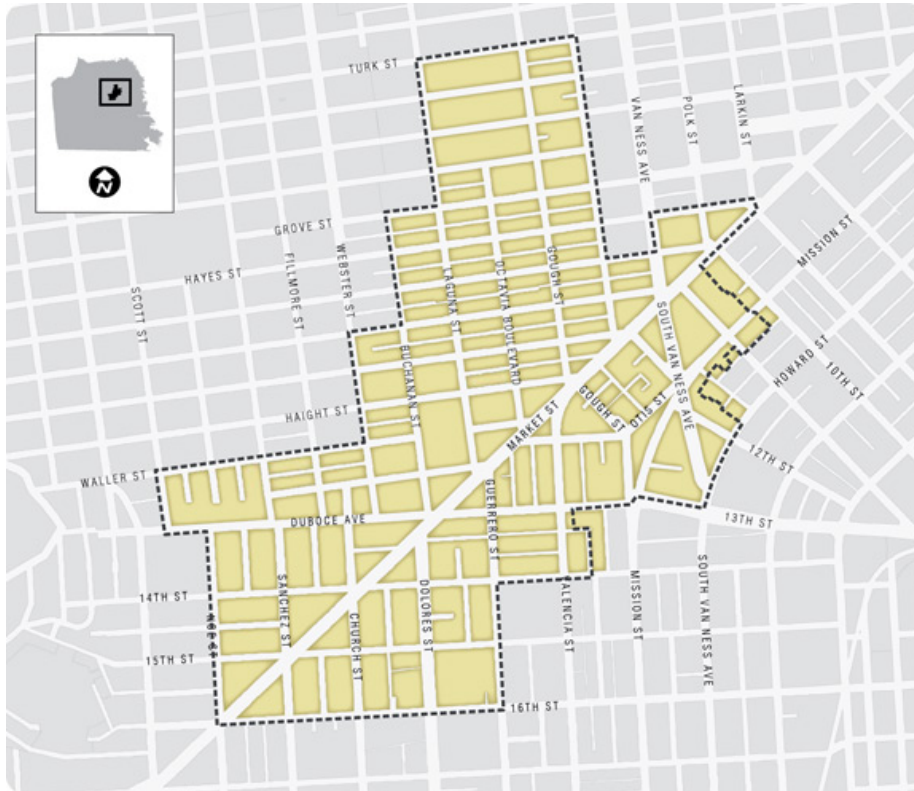 N
TURK ST
VAN NESS AVE
POLK ST
LARKIN ST
GROVE ST
MISSION ST
HAYES ST
FILLMORE ST
WEBSTER ST
SCOTT ST
LAGUNA ST
OCTAVIA BOULEVARD
GOUGH ST
SOUTH VAN NESS AVE
HOWARD ST
10TH ST
BUCHANAN ST
HAIGHT ST
MARKET ST
GOUGH ST
OTIS ST
12TH ST
WALLER ST
DUBOCE AVE
GUERRERO ST
13TH ST
14TH ST
SANCHEZ ST
CHURCH ST
DOLORES ST
ALENCIA ST
MISSION ST
SOUTH VAN NESS AVE
15TH ST
16TH ST